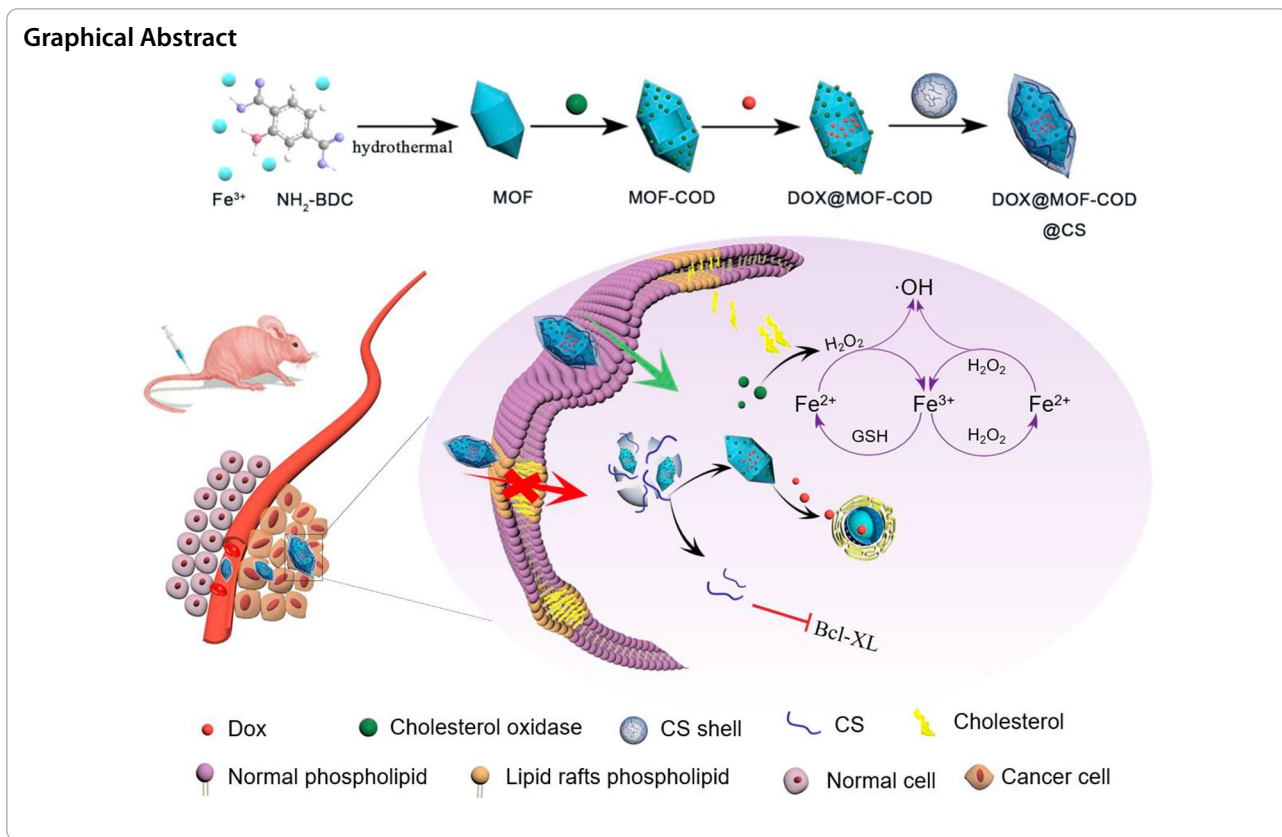 Graphical Abstract
hydrothermal
Fe³⁺ NH₂-BDC MOF MOF-COD DOX@MOF-COD DOX@MOF-COD
@CS
·OH
H₂O₂ H₂O₂
Fe²⁺ Fe³⁺ Fe²⁺
GSH H₂O₂
Bcl-XL
Dox Cholesterol oxidase CS shell CS Cholesterol
Normal phospholipid Lipid rafts phospholipid Normal cell Cancer cell